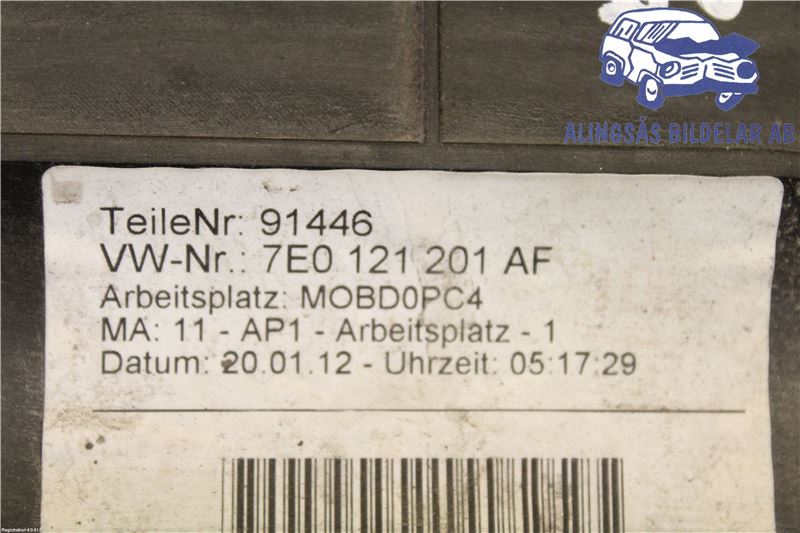 ALINGSÅS BILDELAR AB
TeileNr: 91446
VW-Nr.: 7E0 121 201 AF
Arbeitsplatz: MOBD0PC4
MA: 11 - AP1 - Arbeitsplatz - 1
Datum: 20.01.12 - Uhrzeit: 05:17:29